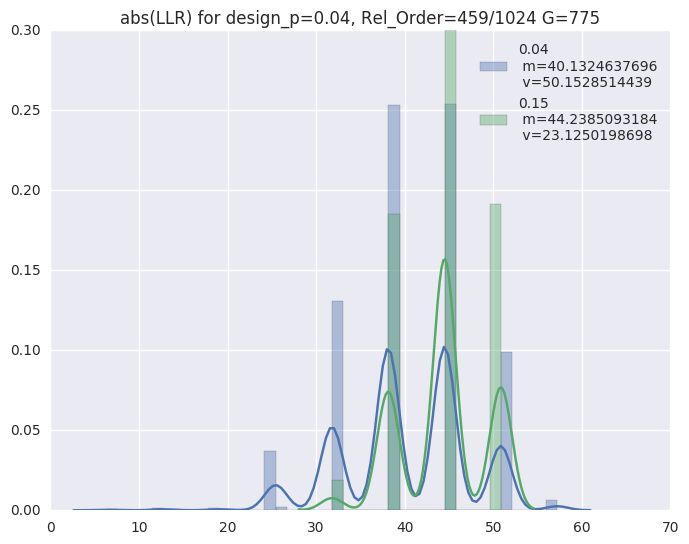 abs(LLR) for design_p=0.04, Rel_Order=459/1024 G=775
0.30
0.25
0.20
0.15
0.10
0.05
0.00
0 10 20 30 40 50 60 70
0.04
m=40.1324637696
v=50.1528514439
0.15
m=44.2385093184
v=23.1250198698